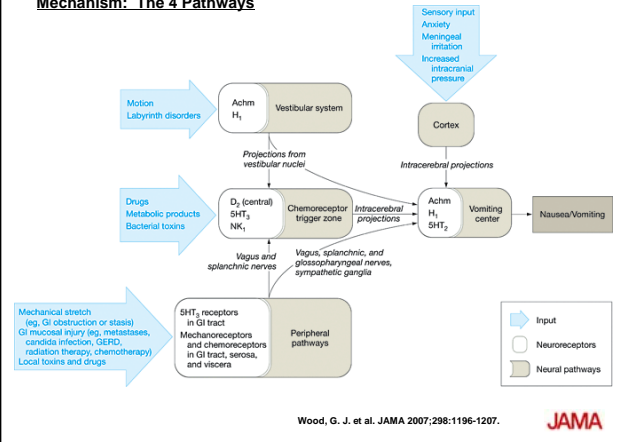 Mechanism:  The 4 Pathways
Sensory input
Anxiety
Meningeal
irritation
Increased
intracranial
pressure
Motion
Labyrinth disorders
Achm
H1
Vestibular system
Cortex
Projections from
vestibular nuclei
Intracerebral projections
Drugs
Metabolic products
Bacterial toxins
D2 (central)
5HT3
NK1
Chemoreceptor
trigger zone
Intracerebral
projections
Achm
H1
5HT2
Vomiting
center
Nausea/Vomiting
Vagus and
splanchnic nerves
Vagus, splanchnic, and
glossopharyngeal nerves,
sympathetic ganglia
Mechanical stretch
(eg, GI obstruction or stasis)
GI mucosal injury (eg, metastases,
candida infection, GERD,
radiation therapy, chemotherapy)
Local toxins and drugs
5HT3 receptors
in GI tract
Mechanoreceptors
and chemoreceptors
in GI tract, serosa,
and viscera
Peripheral
pathways
Input
Neuroreceptors
Neural pathways
Wood, G. J. et al. JAMA 2007;298:1196-1207.
JAMA